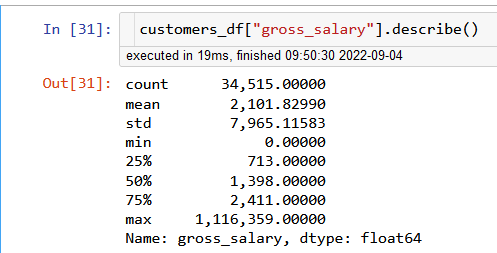 In [31]: customers_df["gross_salary"].describe()
executed in 19ms, finished 09:50:30 2022-09-04
Out[31]: count 34,515.00000
mean 2,101.82990
std 7,965.11583
min 0.00000
25% 713.00000
50% 1,398.00000
75% 2,411.00000
max 1,116,359.00000
Name: gross_salary, dtype: float64